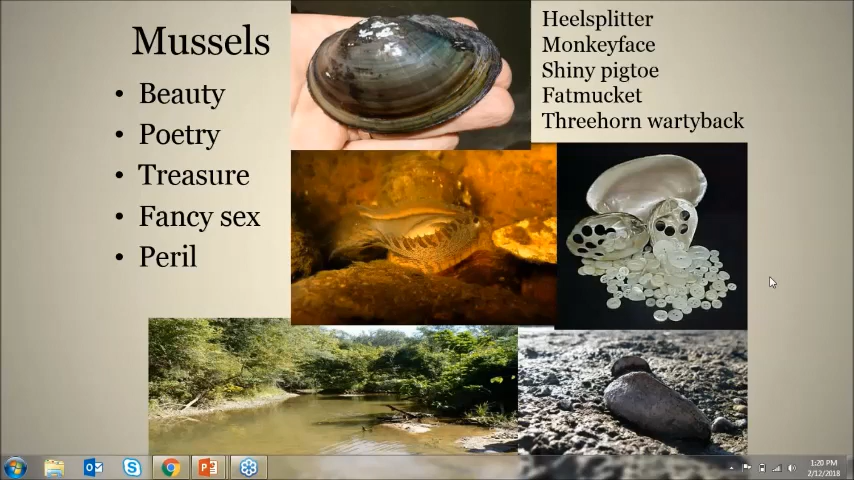 Mussels
• Beauty
• Poetry
• Treasure
• Fancy sex
• Peril
Heelsplitter
Monkeyface
Shiny pigtoe
Fatmucket
Threehorn wartyback
1:20 PM
2/12/2018